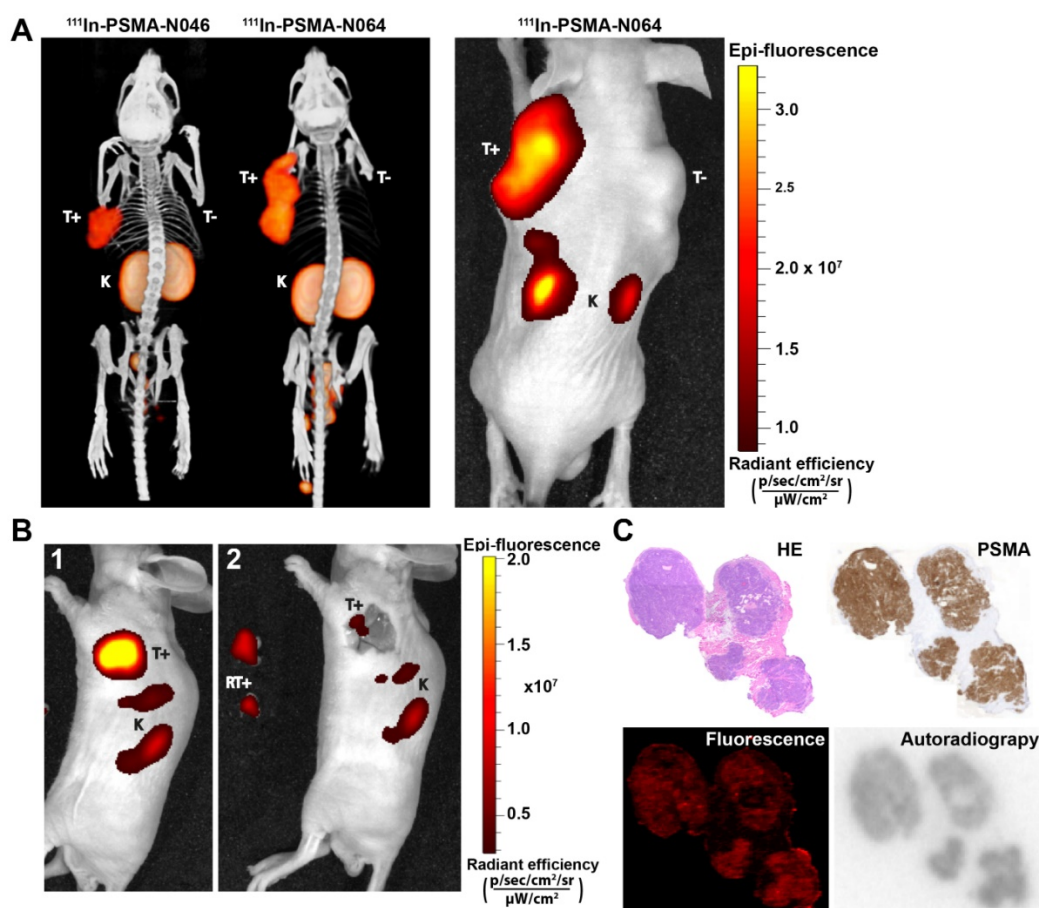 A
¹¹¹In-PSMA-N046
¹¹¹In-PSMA-N064
¹¹¹In-PSMA-N064
T+
T-
K
T+
T-
K
T+
T-
K
Epi-fluorescence
3.0
2.5
2.0 x 10⁷
1.5
1.0
Radiant efficiency
(p/sec/cm²/sr
µW/cm²)
B
1
T+
K
2
T+
RT+
K
Epi-fluorescence
2.0
1.5
x10⁷
1.0
0.5
Radiant efficiency
(p/sec/cm²/sr
µW/cm²)
C
HE
PSMA
Fluorescence
Autoradiograpy